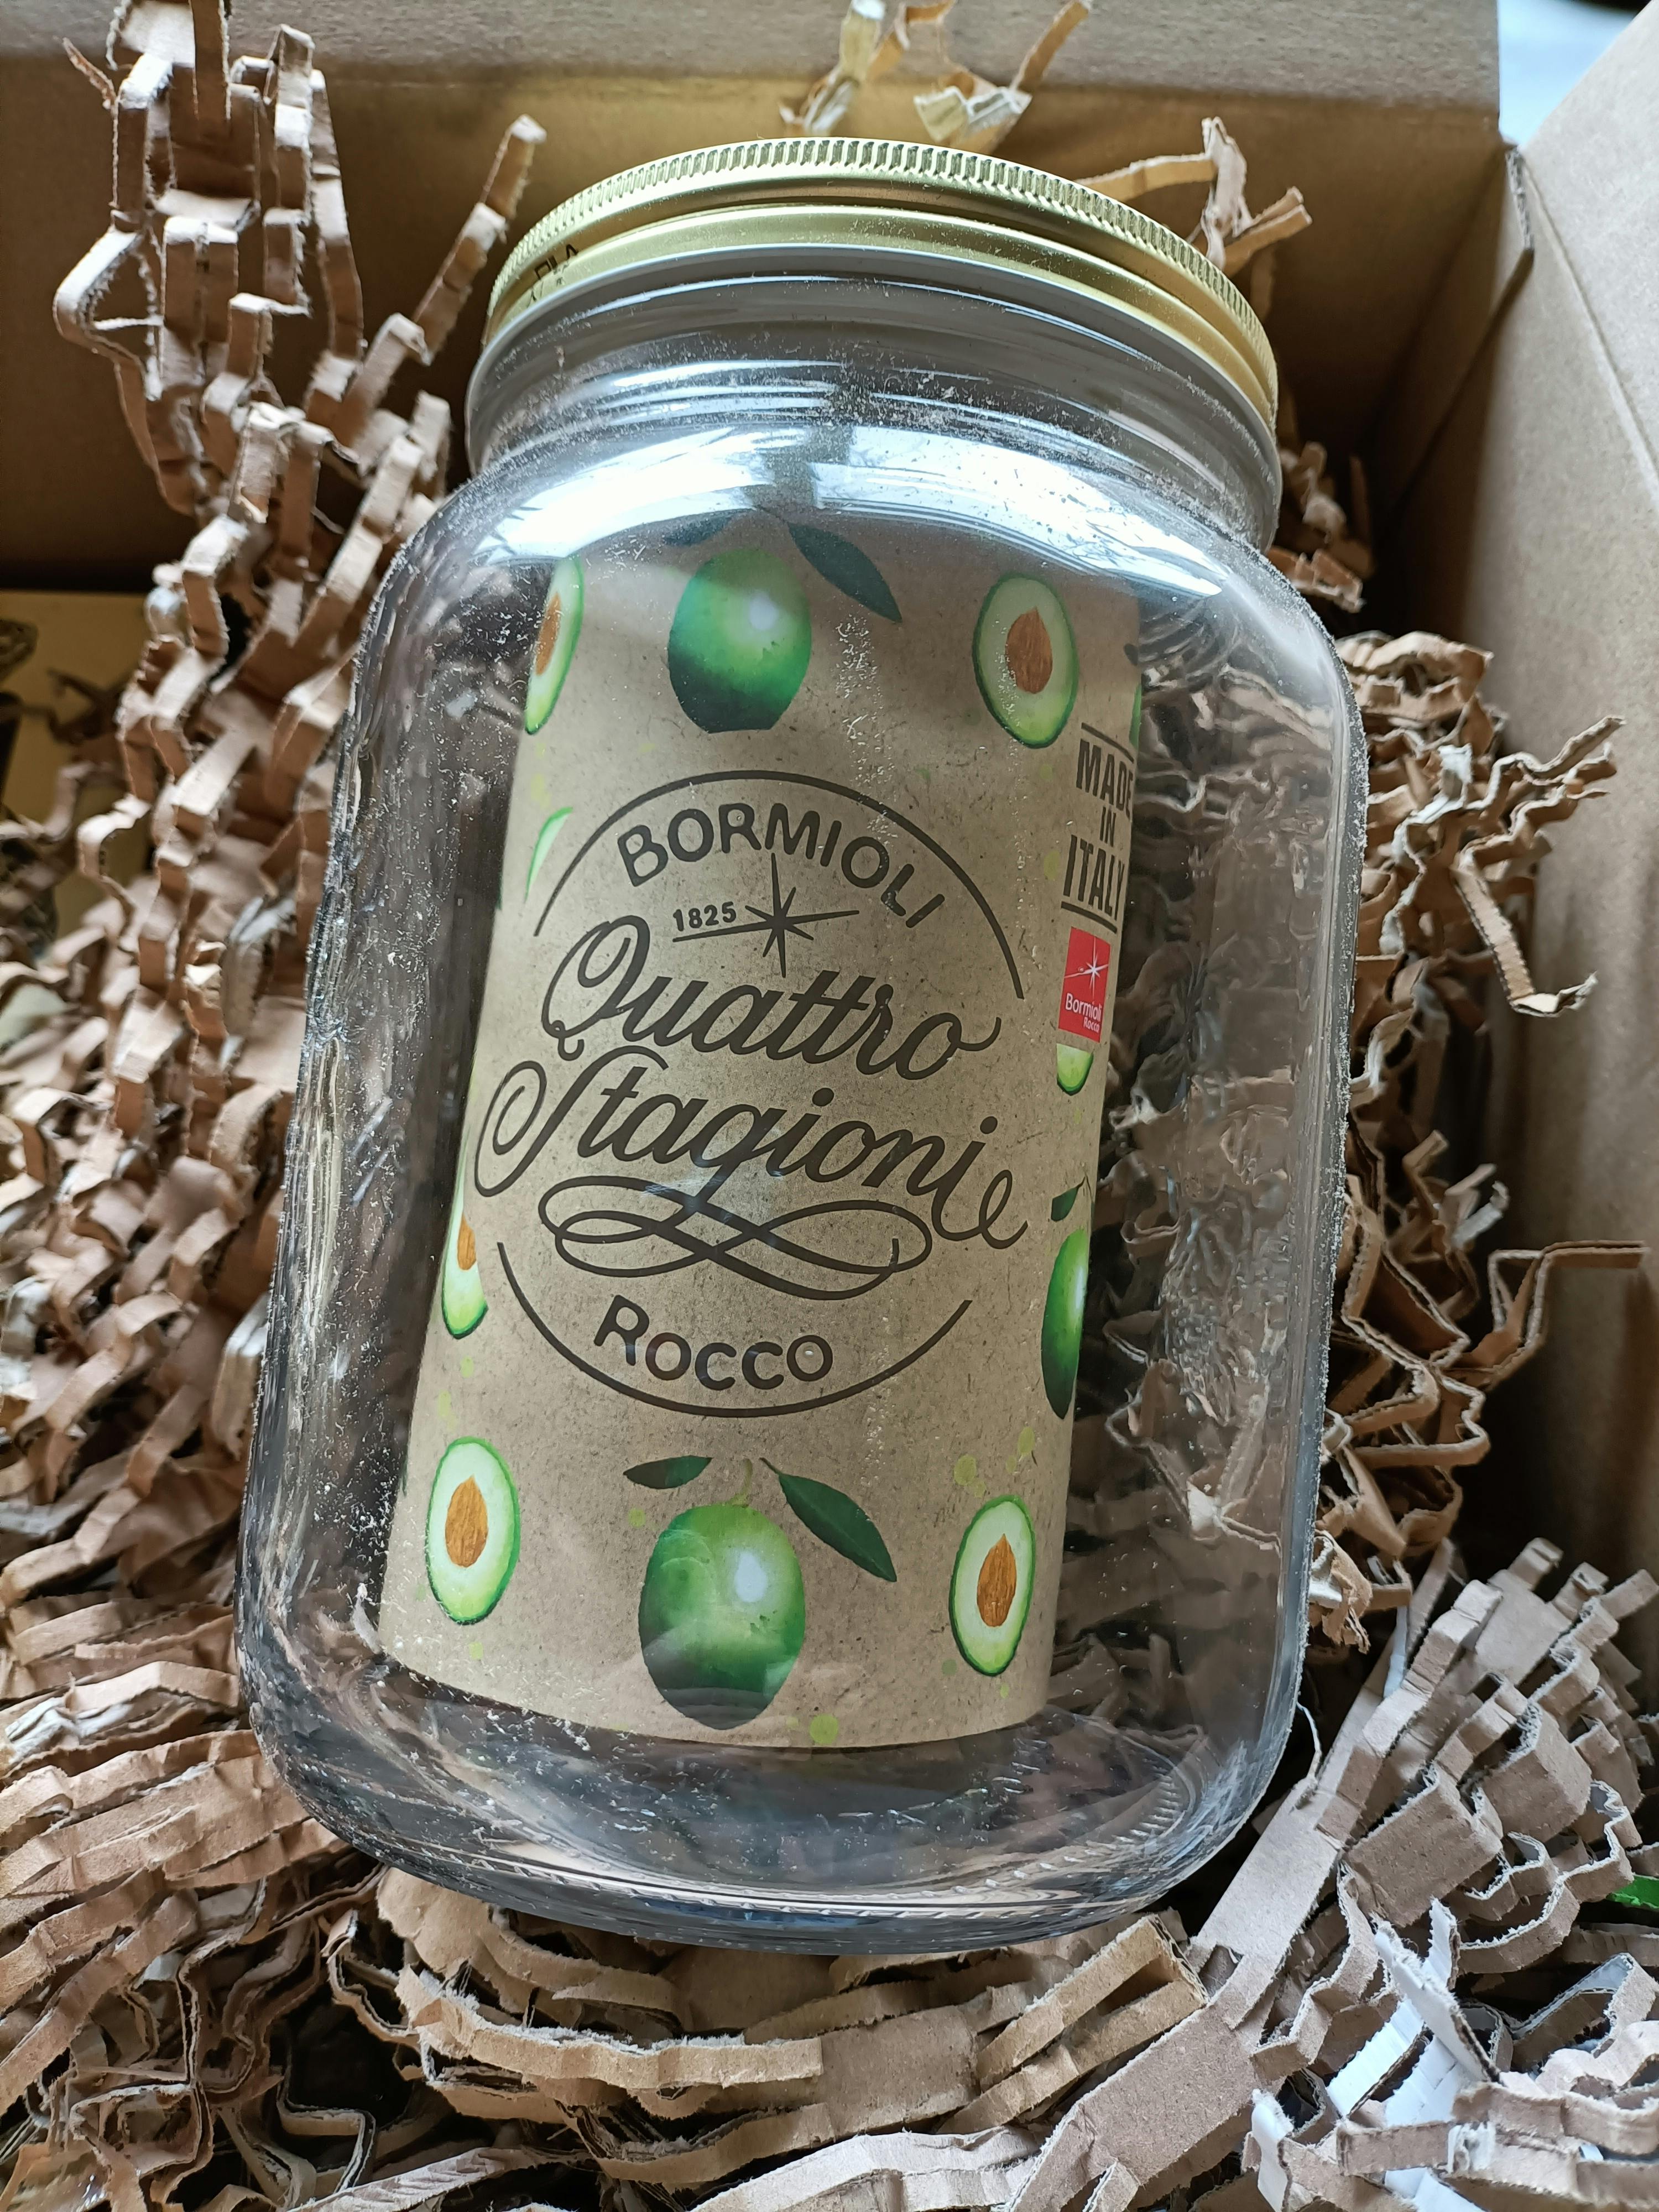 BORMIOLI
1825
Quattro
Stagioni
ROCCO
MADE
IN
ITALY
Bormioli
Rocco